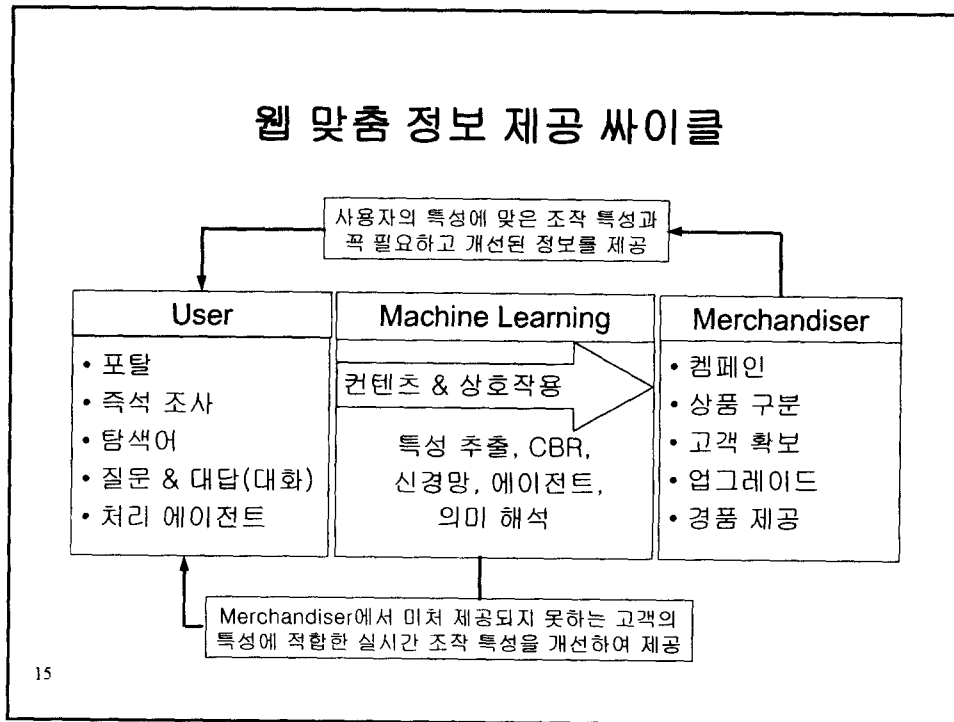 웹 맞춤 정보 제공 싸이클
사용자의 특성에 맞은 조작 특성과
꼭 필요하고 개선된 정보를 제공
User
• 포탈
• 즉석 조사
• 탐색어
• 질문 & 대답(대화)
• 처리 에이전트
Machine Learning
컨텐츠 & 상호작용
특성 추출, CBR,
신경망, 에이전트,
의미 해석
Merchandiser
• 켐페인
• 상품 구분
• 고객 확보
• 업그레이드
• 경품 제공
Merchandiser에서 미처 제공되지 못하는 고객의
특성에 적합한 실시간 조작 특성을 개선하여 제공
15